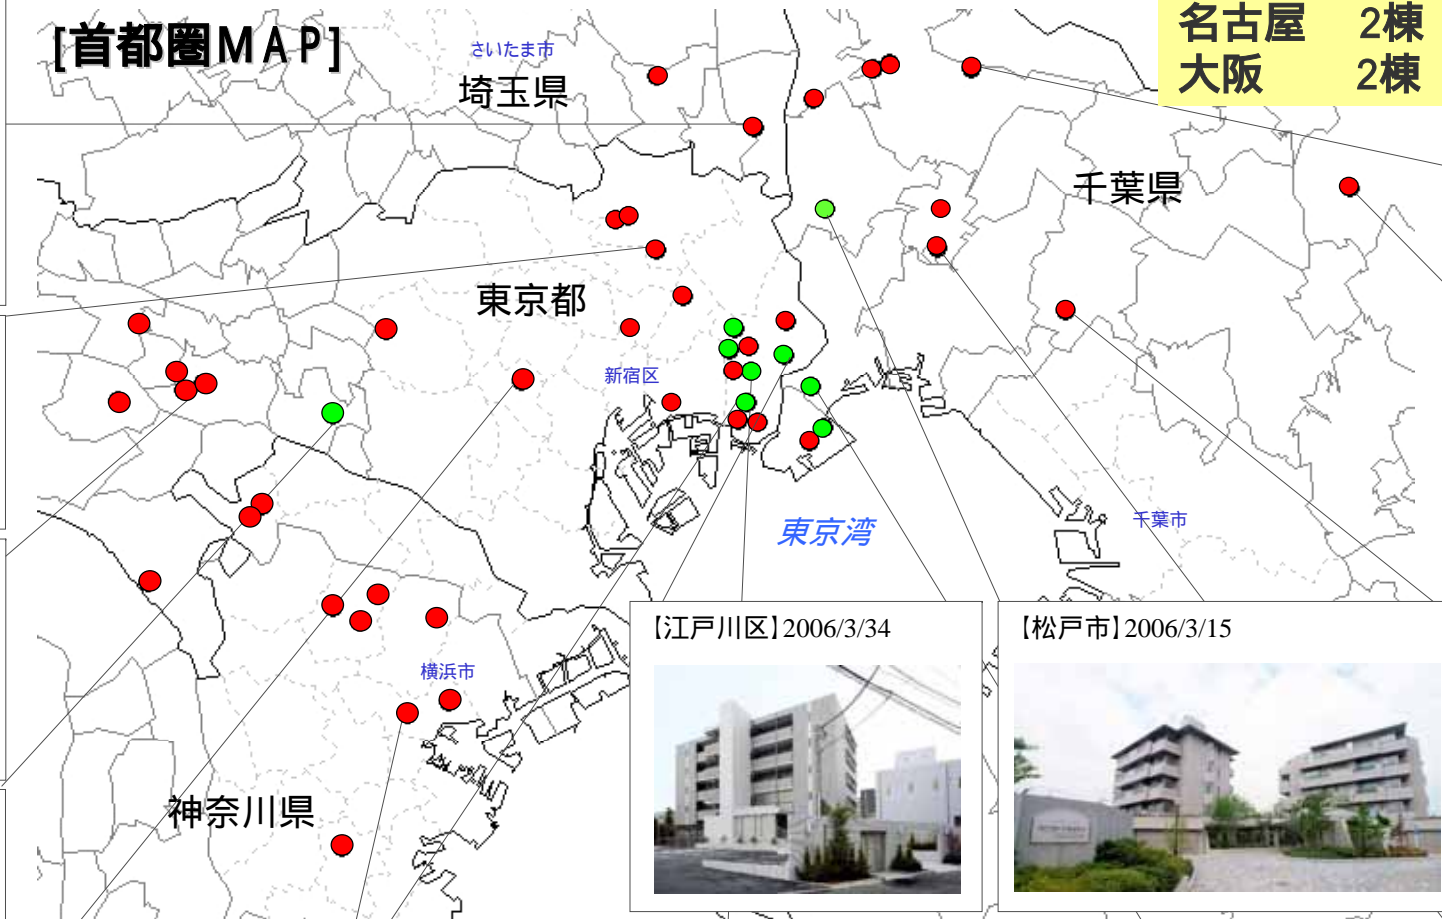 [首都圏MAP]
名古屋 2棟
大阪 2棟
さいたま市
埼玉県
千葉県
東京都
新宿区
東京湾
千葉市
【江戸川区】2006/3/34
【松戸市】2006/3/15
横浜市
神奈川県